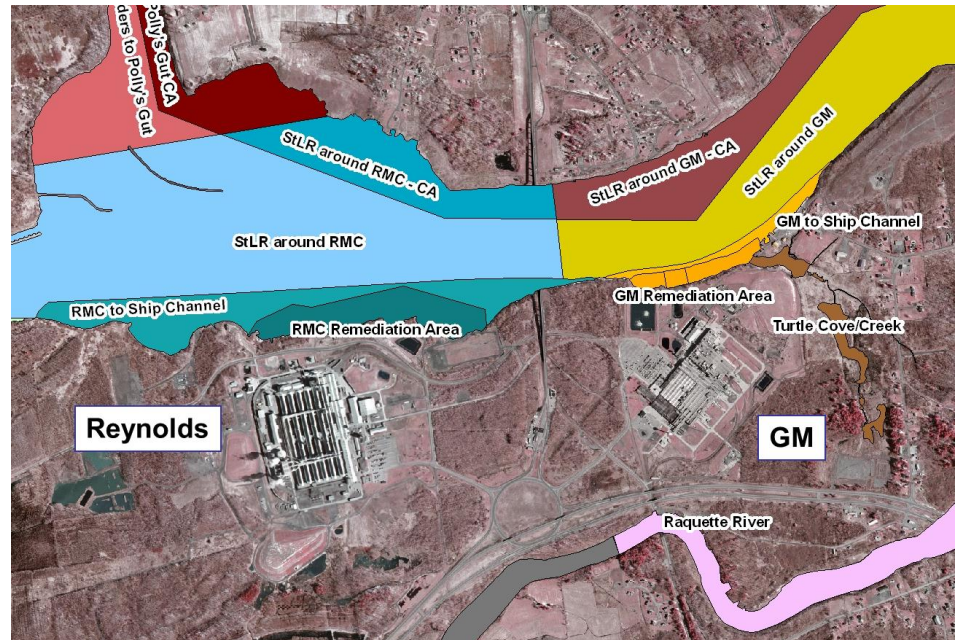 ders to Polly's Gut
Polly's Gut CA
StLR around RMC - CA
StLR around GM - CA
StLR around GM
StLR around RMC
GM to Ship Channel
RMC to Ship Channel
GM Remediation Area
RMC Remediation Area
Turtle Cove/Creek
Reynolds
GM
Raquette River